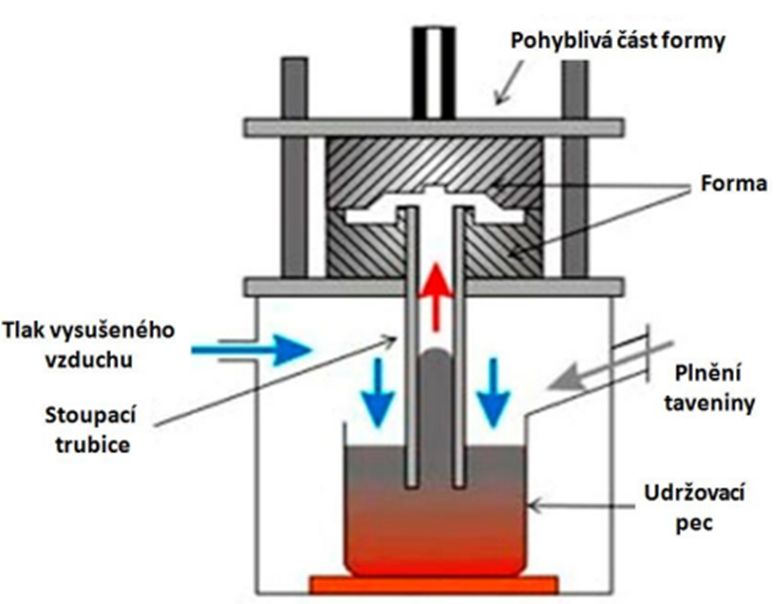 Pohyblivá část formy
Forma
Tlak vysušeného
vzduchu
Stoupací
trubice
Plnění
taveniny
Udržovací
pec